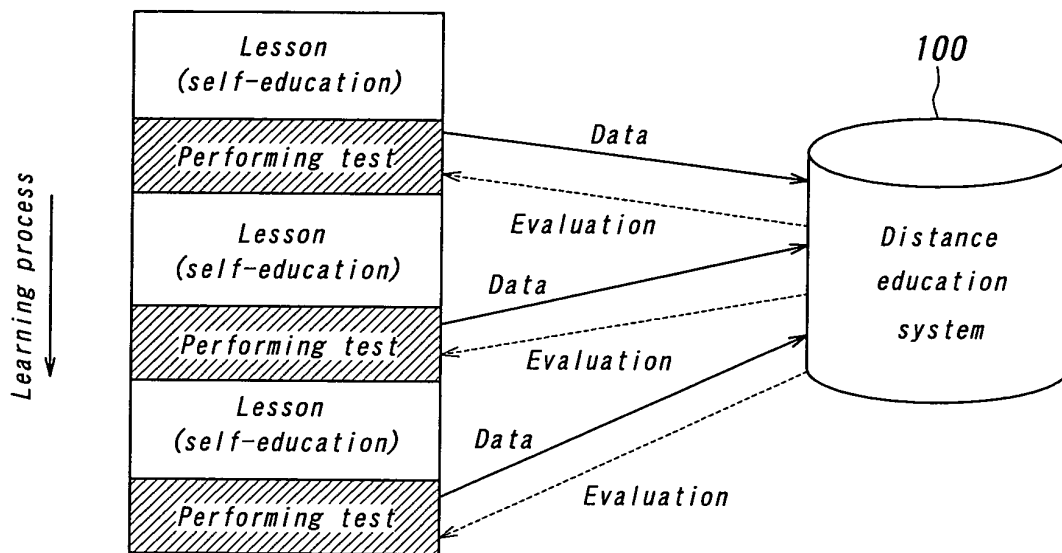 Learning process
Lesson
(self-education)
Performing test
Lesson
(self-education)
Performing test
Lesson
(self-education)
Performing test
Data
Evaluation
Data
Evaluation
Data
Evaluation
100
Distance
education
system